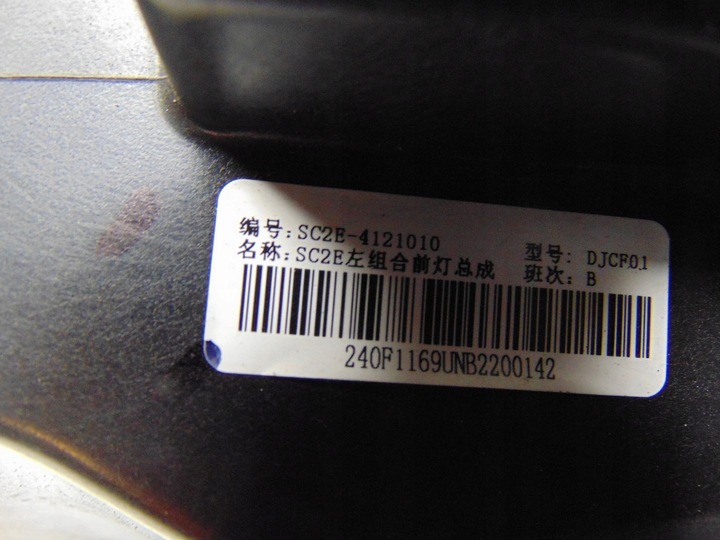 编号:SC2E-4121010
名称:SC2E左组合前灯总成
型号: DJCF01
班次: B
240F1169UNB2200142